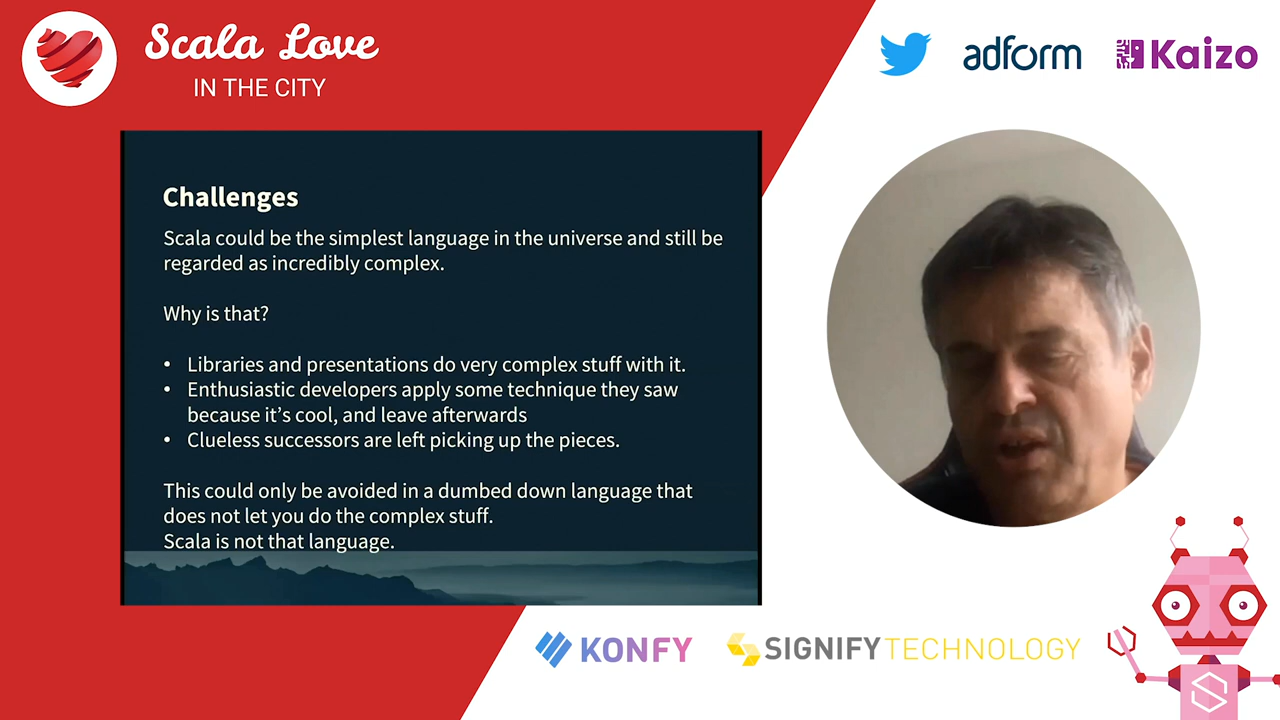 Scala Love
IN THE CITY
adform
Kaizo
Challenges
Scala could be the simplest language in the universe and still be
regarded as incredibly complex.
Why is that?
• Libraries and presentations do very complex stuff with it.
• Enthusiastic developers apply some technique they saw
because it’s cool, and leave afterwards
• Clueless successors are left picking up the pieces.
This could only be avoided in a dumbed down language that
does not let you do the complex stuff.
Scala is not that language.
KONFY
SIGNIFYTECHNOLOGY
S